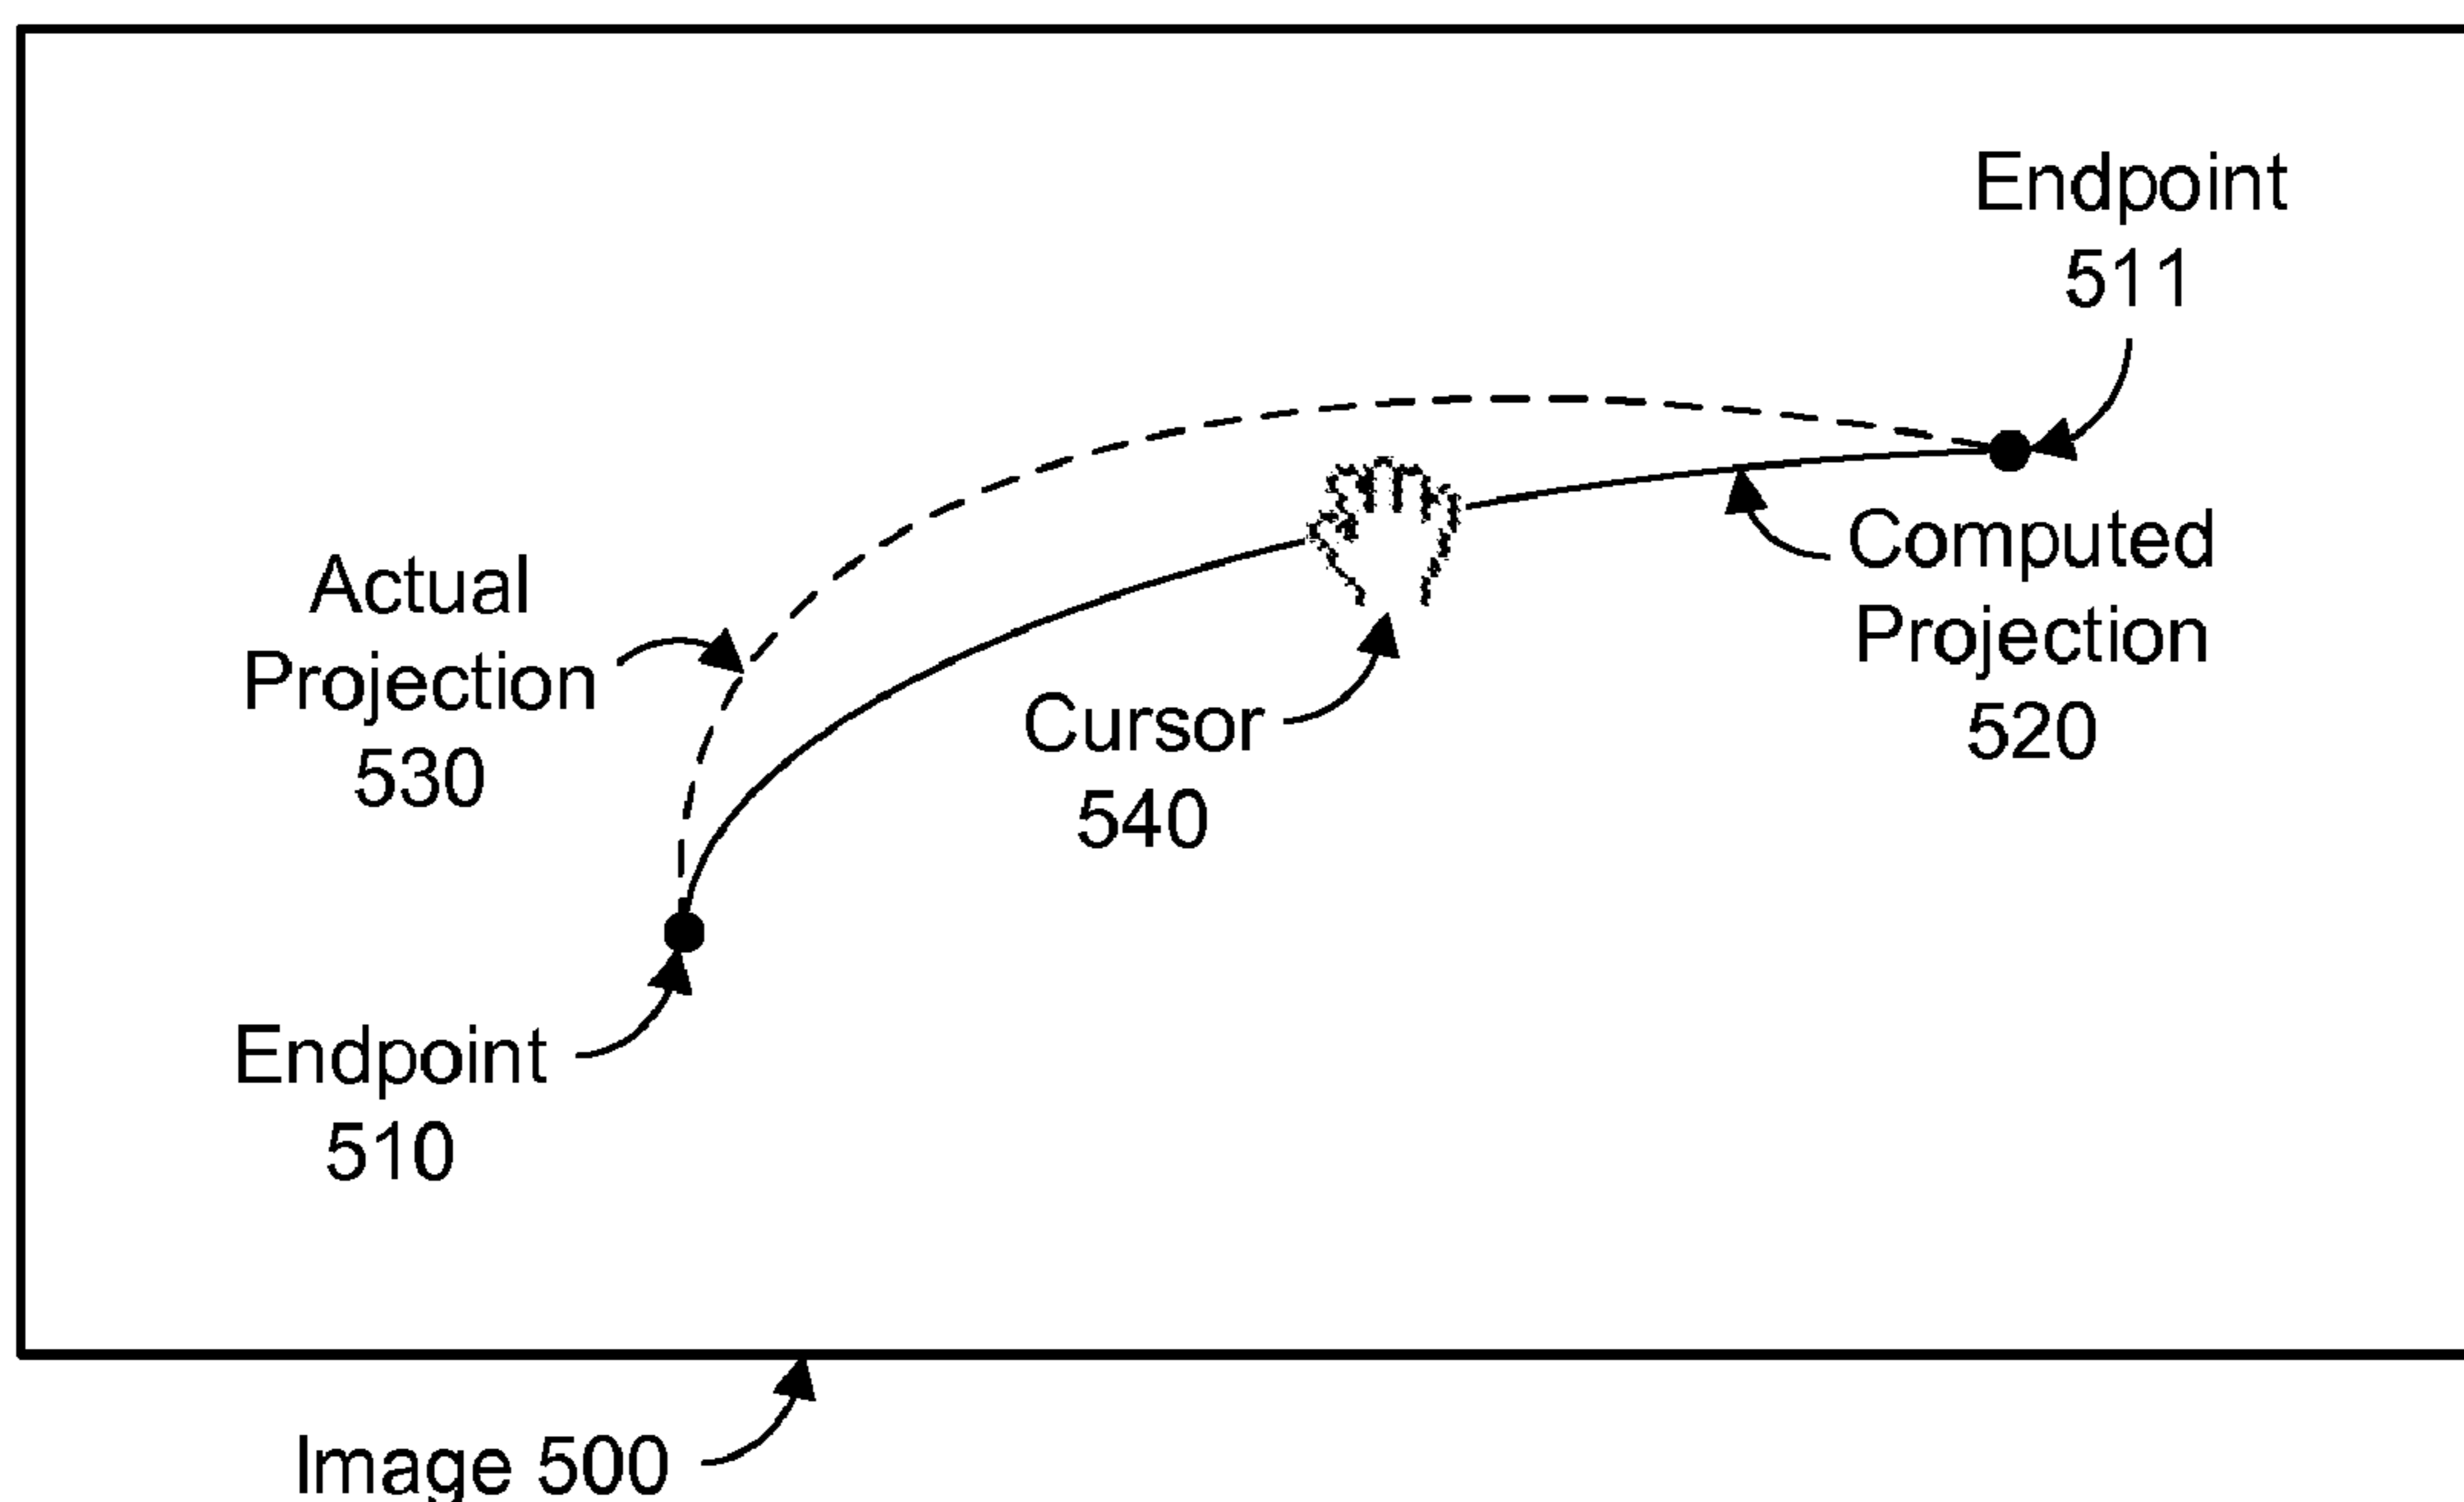 Endpoint
511
Actual
Projection
530
Computed
Projection
520
Cursor
540
Endpoint
510
Image 500